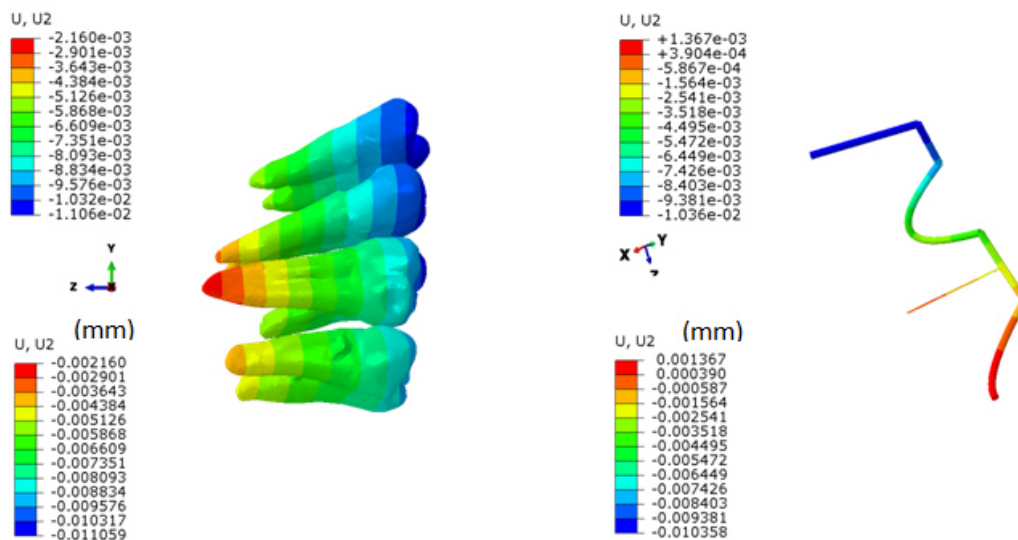 U, U2
-2.160e-03
-2.901e-03
-3.643e-03
-4.384e-03
-5.126e-03
-5.868e-03
-6.609e-03
-7.351e-03
-8.093e-03
-8.834e-03
-9.576e-03
-1.032e-02
-1.106e-02
Y
Z
X
(mm)
U, U2
-0.002160
-0.002901
-0.003643
-0.004384
-0.005126
-0.005868
-0.006609
-0.007351
-0.008093
-0.008834
-0.009576
-0.010317
-0.011059
U, U2
+1.367e-03
+3.904e-04
-5.867e-04
-1.564e-03
-2.541e-03
-3.518e-03
-4.495e-03
-5.472e-03
-6.449e-03
-7.426e-03
-8.403e-03
-9.381e-03
-1.036e-02
X
Y
Z
(mm)
U, U2
0.001367
0.000390
-0.000587
-0.001564
-0.002541
-0.003518
-0.004495
-0.005472
-0.006449
-0.007426
-0.008403
-0.009381
-0.010358